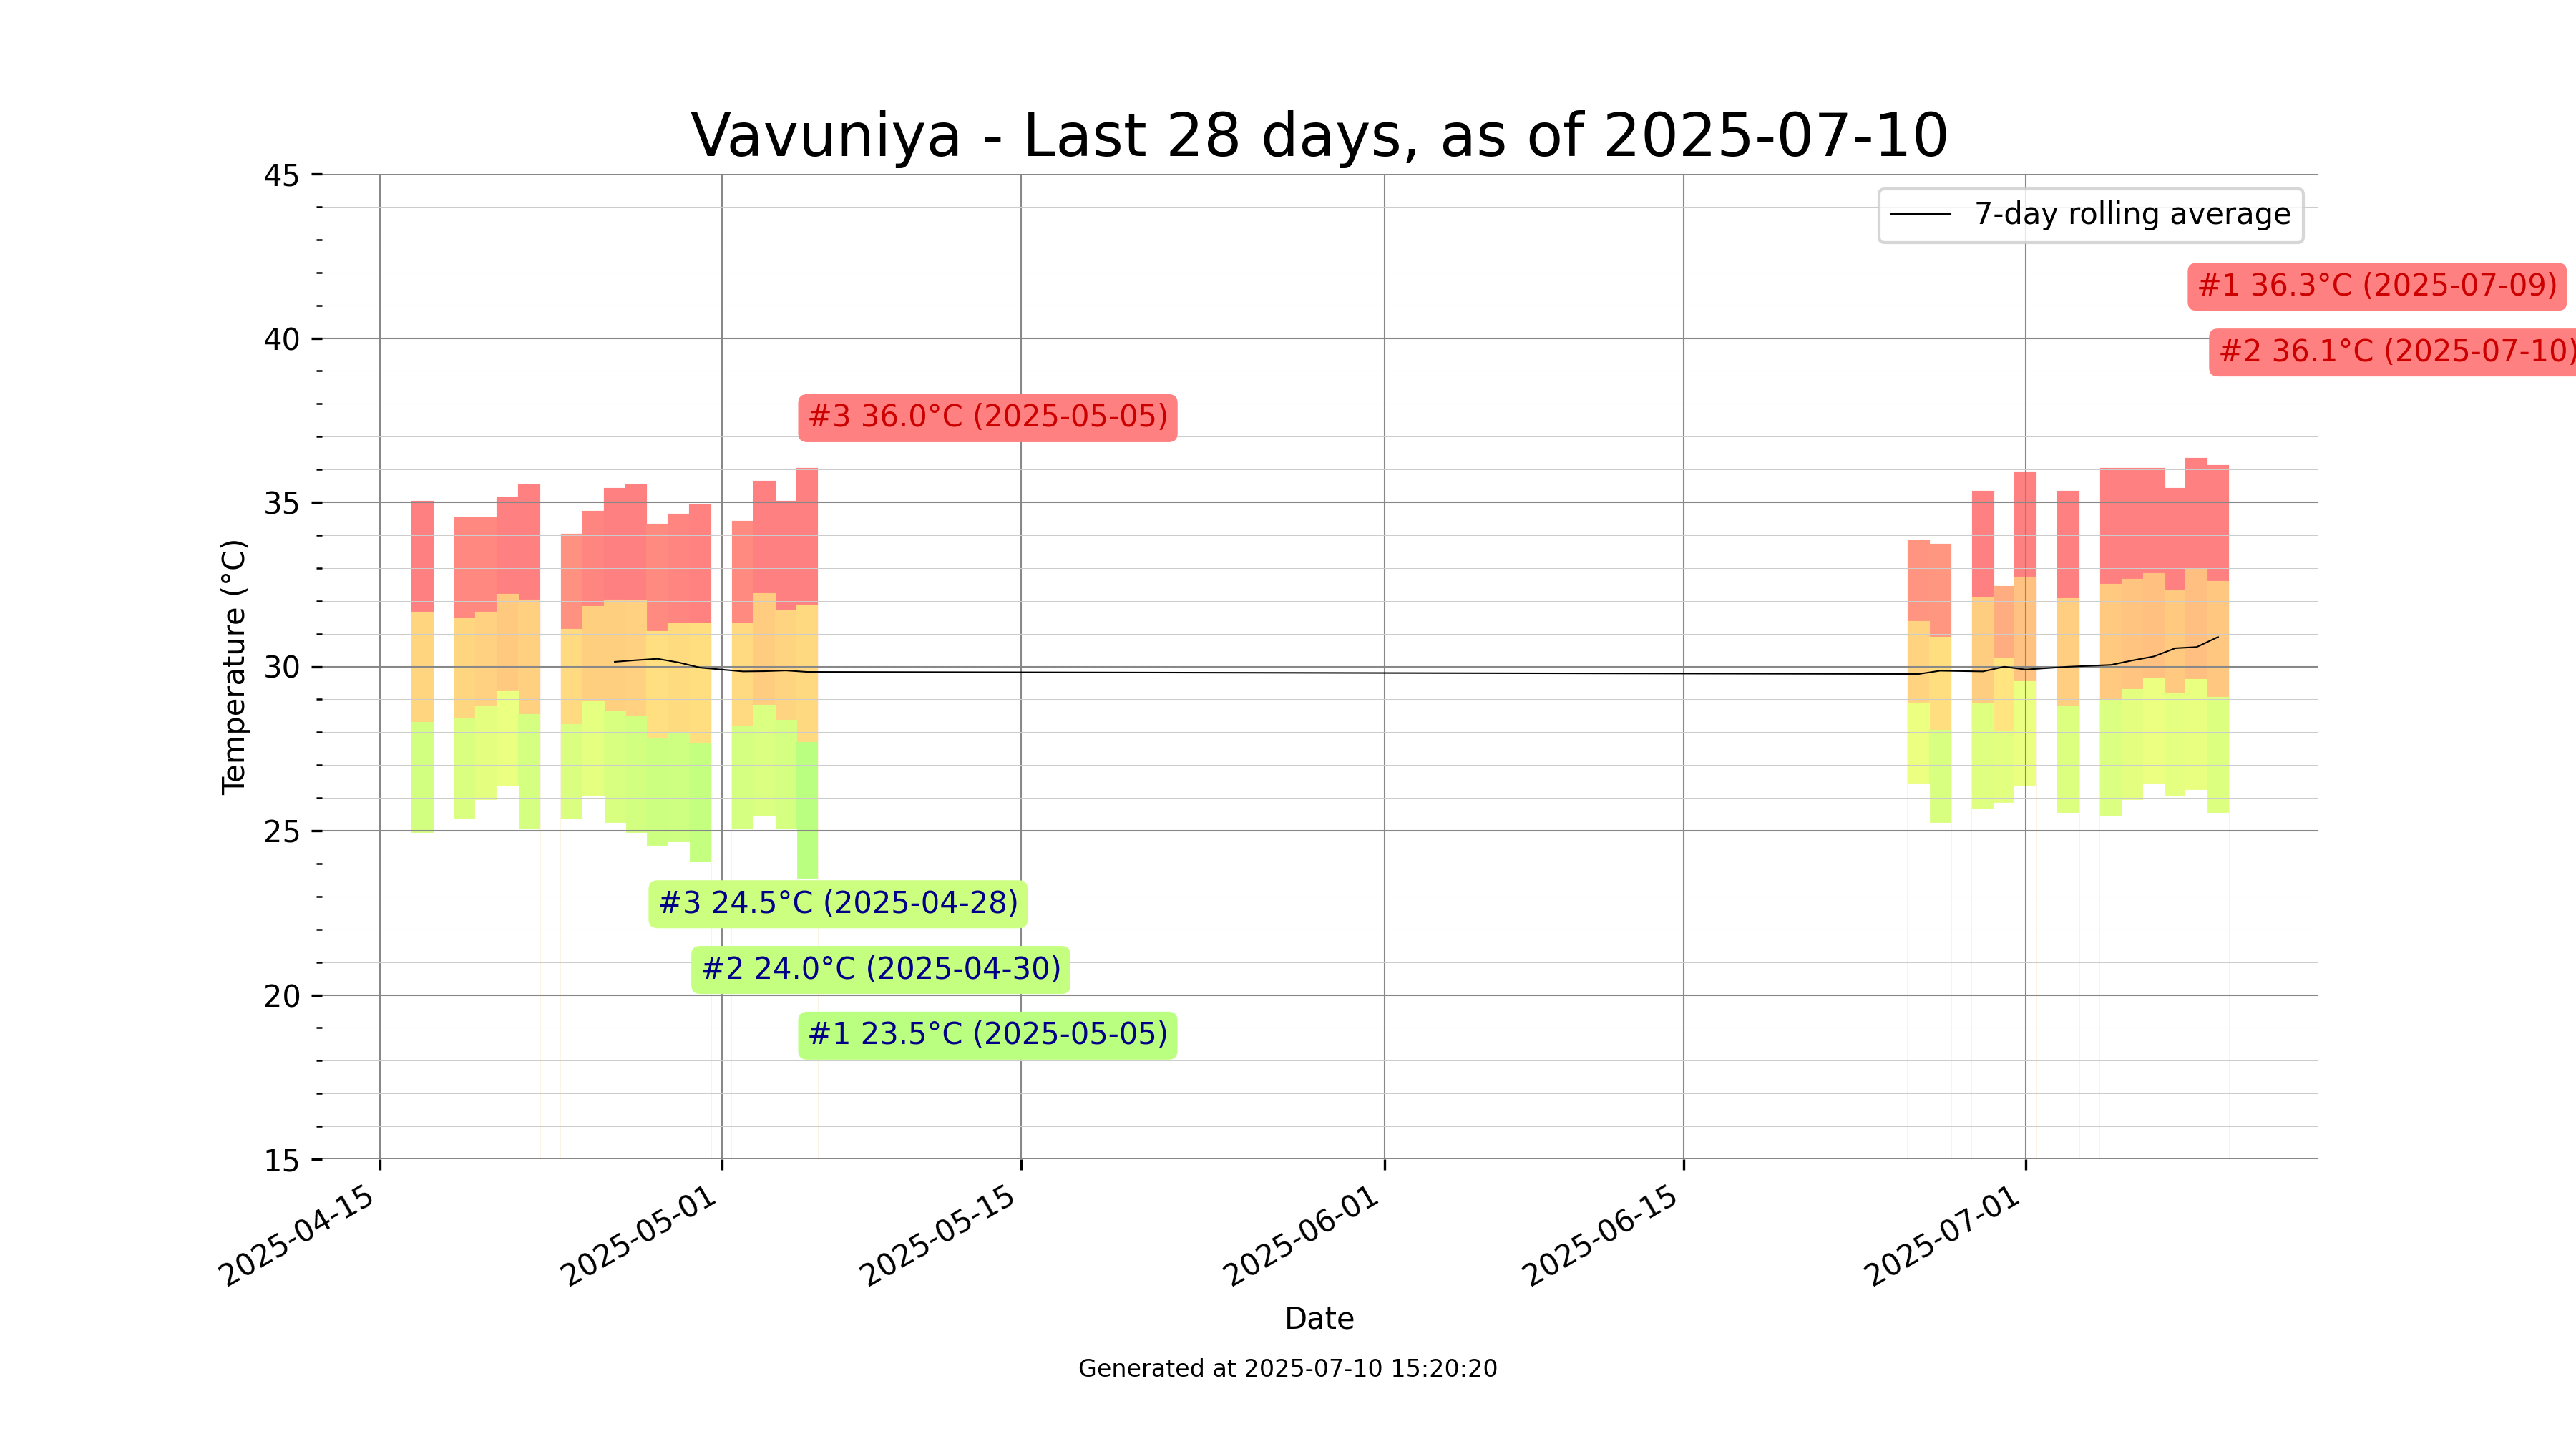 Vavuniya - Last 28 days, as of 2025-07-10
45
7-day rolling average
#1 36.3°C (2025-07-09)
40
#2 36.1°C (2025-07-10)
#3 36.0°C (2025-05-05)
35
30
Temperature (°C)
25
#3 24.5°C (2025-04-28)
#2 24.0°C (2025-04-30)
20
#1 23.5°C (2025-05-05)
15
2025-04-15
2025-05-01
2025-05-15
2025-06-01
2025-06-15
2025-07-01
Date
Generated at 2025-07-10 15:20:20